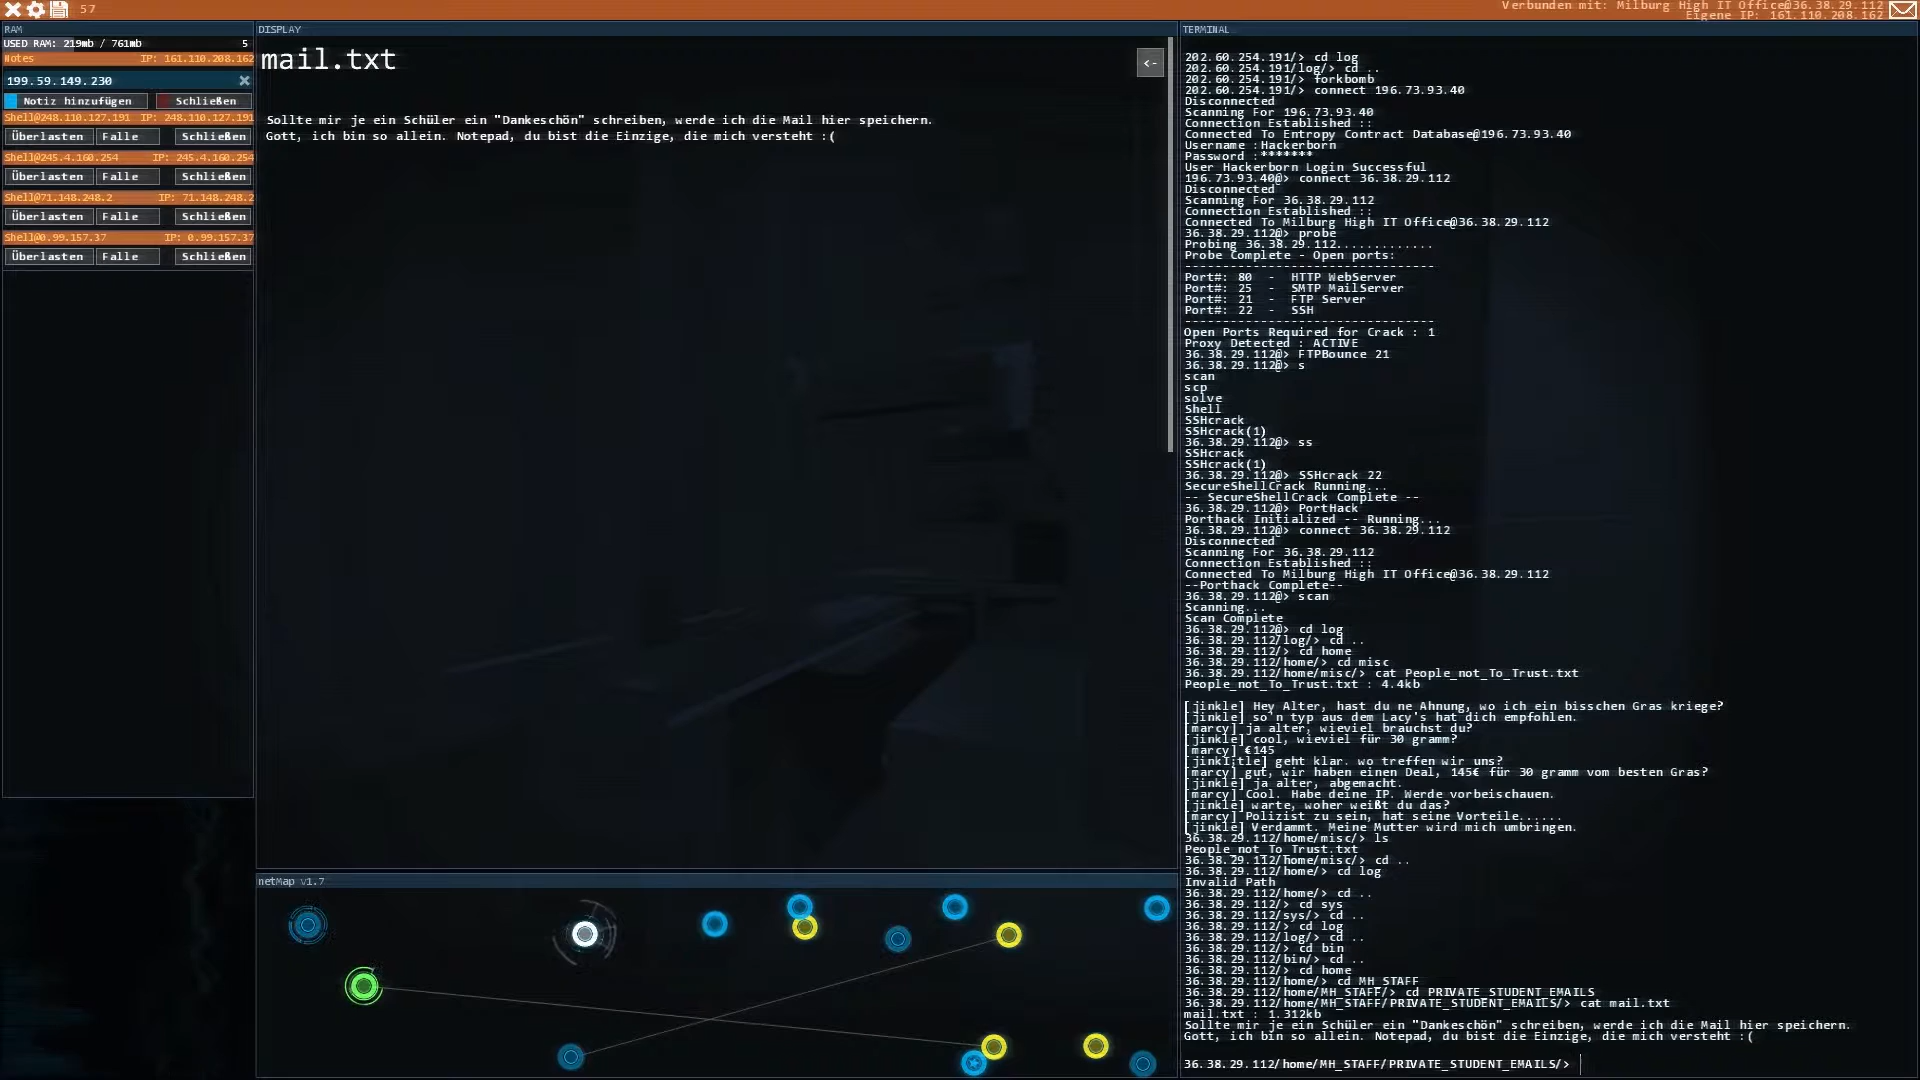 57
Verbunden mit: Milburg High IT Office@36.38.29.112
Eigene IP: 161.110.208.162
RAM
USED RAM: 219mb / 761mb 5
Notes IP: 161.110.208.162
199.59.149.230
Notiz hinzufügen Schließen
Shell@248.110.127.191 IP: 248.110.127.191
Überlasten Falle Schließen
Shell@245.4.160.254 IP: 245.4.160.254
Überlasten Falle Schließen
Shell@71.148.248.2 IP: 71.148.248.2
Überlasten Falle Schließen
Shell@0.99.157.37 IP: 0.99.157.37
Überlasten Falle Schließen
DISPLAY
mail.txt
<-
Sollte mir je ein Schüler ein "Dankeschön" schreiben, werde ich die Mail hier speichern.
Gott, ich bin so allein. Notepad, du bist die Einzige, die mich versteht :(
netMap v1.7
TERMINAL
202.60.254.191/> cd log
202.60.254.191/log/> cd ..
202.60.254.191/> forkbomb
202.60.254.191/> connect 196.73.93.40
Disconnected
Scanning For 196.73.93.40
Connection Established ::
Connected To Entropy Contract Database@196.73.93.40
Username :Hackerborn
Password :*******
User Hackerborn Login Successful
196.73.93.40@> connect 36.38.29.112
Disconnected
Scanning For 36.38.29.112
Connection Established ::
Connected To Milburg High IT Office@36.38.29.112
36.38.29.112@> probe
Probing 36.38.29.112.............
Probe Complete - Open ports:
---------------------------------
Port#: 80 - HTTP WebServer
Port#: 25 - SMTP MailServer
Port#: 21 - FTP Server
Port#: 22 - SSH
---------------------------------
Open Ports Required for Crack : 1
Proxy Detected : ACTIVE
36.38.29.112@> FTPBounce 21
36.38.29.112@> s
scan
scp
solve
Shell
SSHcrack
SSHcrack(1)
36.38.29.112@> ss
SSHcrack
SSHcrack(1)
36.38.29.112@> SSHcrack 22
SecureShellCrack Running...
-- SecureShellCrack Complete --
36.38.29.112@> PortHack
Porthack Initialized -- Running...
36.38.29.112@> connect 36.38.29.112
Disconnected
Scanning For 36.38.29.112
Connection Established ::
Connected To Milburg High IT Office@36.38.29.112
--Porthack Complete--
36.38.29.112@> scan
Scanning...
Scan Complete
36.38.29.112@> cd log
36.38.29.112/log/> cd ..
36.38.29.112/> cd home
36.38.29.112/home/> cd misc
36.38.29.112/home/misc/> cat People_not_To_Trust.txt
People_not_To_Trust.txt : 4.4kb
[jinkle] Hey Alter, hast du ne Ahnung, wo ich ein bisschen Gras kriege?
[jinkle] so'n typ aus dem Lacy's hat dich empfohlen.
[marcy] ja alter, wieviel brauchst du?
[jinkle] cool, wieviel für 30 gramm?
[marcy] €145
[jinkl;tle] geht klar. wo treffen wir uns?
[marcy] gut, wir haben einen Deal, 145€ für 30 gramm vom besten Gras?
[jinkle] ja alter, abgemacht.
[marcy] Cool. Habe deine IP. Werde vorbeischauen.
[jinkle] warte, woher weißt du das?
[marcy] Polizist zu sein, hat seine Vorteile......
[jinkle] Verdammt. Meine Mutter wird mich umbringen.
36.38.29.112/home/misc/> ls
People_not_To_Trust.txt
36.38.29.112/home/misc/> cd ..
36.38.29.112/home/> cd log
Invalid Path
36.38.29.112/home/> cd ..
36.38.29.112/> cd sys
36.38.29.112/sys/> cd ..
36.38.29.112/> cd log
36.38.29.112/log/> cd ..
36.38.29.112/> cd bin
36.38.29.112/bin/> cd ..
36.38.29.112/> cd home
36.38.29.112/home/> cd MH_STAFF
36.38.29.112/home/MH_STAFF/> cd PRIVATE_STUDENT_EMAILS
36.38.29.112/home/MH_STAFF/PRIVATE_STUDENT_EMAILS/> cat mail.txt
mail.txt : 1.312kb
Sollte mir je ein Schüler ein "Dankeschön" schreiben, werde ich die Mail hier speichern.
Gott, ich bin so allein. Notepad, du bist die Einzige, die mich versteht :(
36.38.29.112/home/MH_STAFF/PRIVATE_STUDENT_EMAILS/>